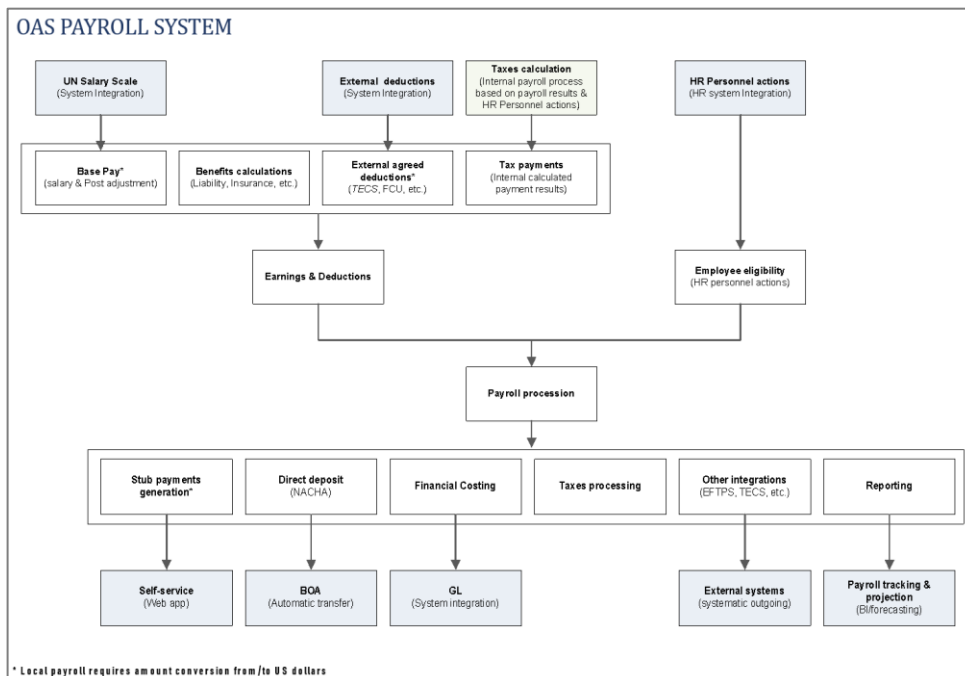 OAS PAYROLL SYSTEM
UN Salary Scale
(System Integration)
External deductions
(System Integration)
Taxes calculation
(Internal payroll process
based on payroll results &
HR Personnel actions)
HR Personnel actions
(HR system Integration)
Base Pay*
(salary & Post adjustment)
Benefits calculations
(Liability, Insurance, etc.)
External agreed
deductions*
(TECS, FCU, etc.)
Tax payments
(Internal calculated
payment results)
Earnings & Deductions
Employee eligibility
(HR personnel actions)
Payroll procession
Stub payments
generation*
Direct deposit
(NACHA)
Financial Costing
Taxes processing
Other integrations
(EFTPS, TECS, etc.)
Reporting
Self-service
(Web app)
BOA
(Automatic transfer)
GL
(System integration)
External systems
(systematic outgoing)
Payroll tracking &
projection
(BI/forecasting)
* Local payroll requires amount conversion from/to US dollars